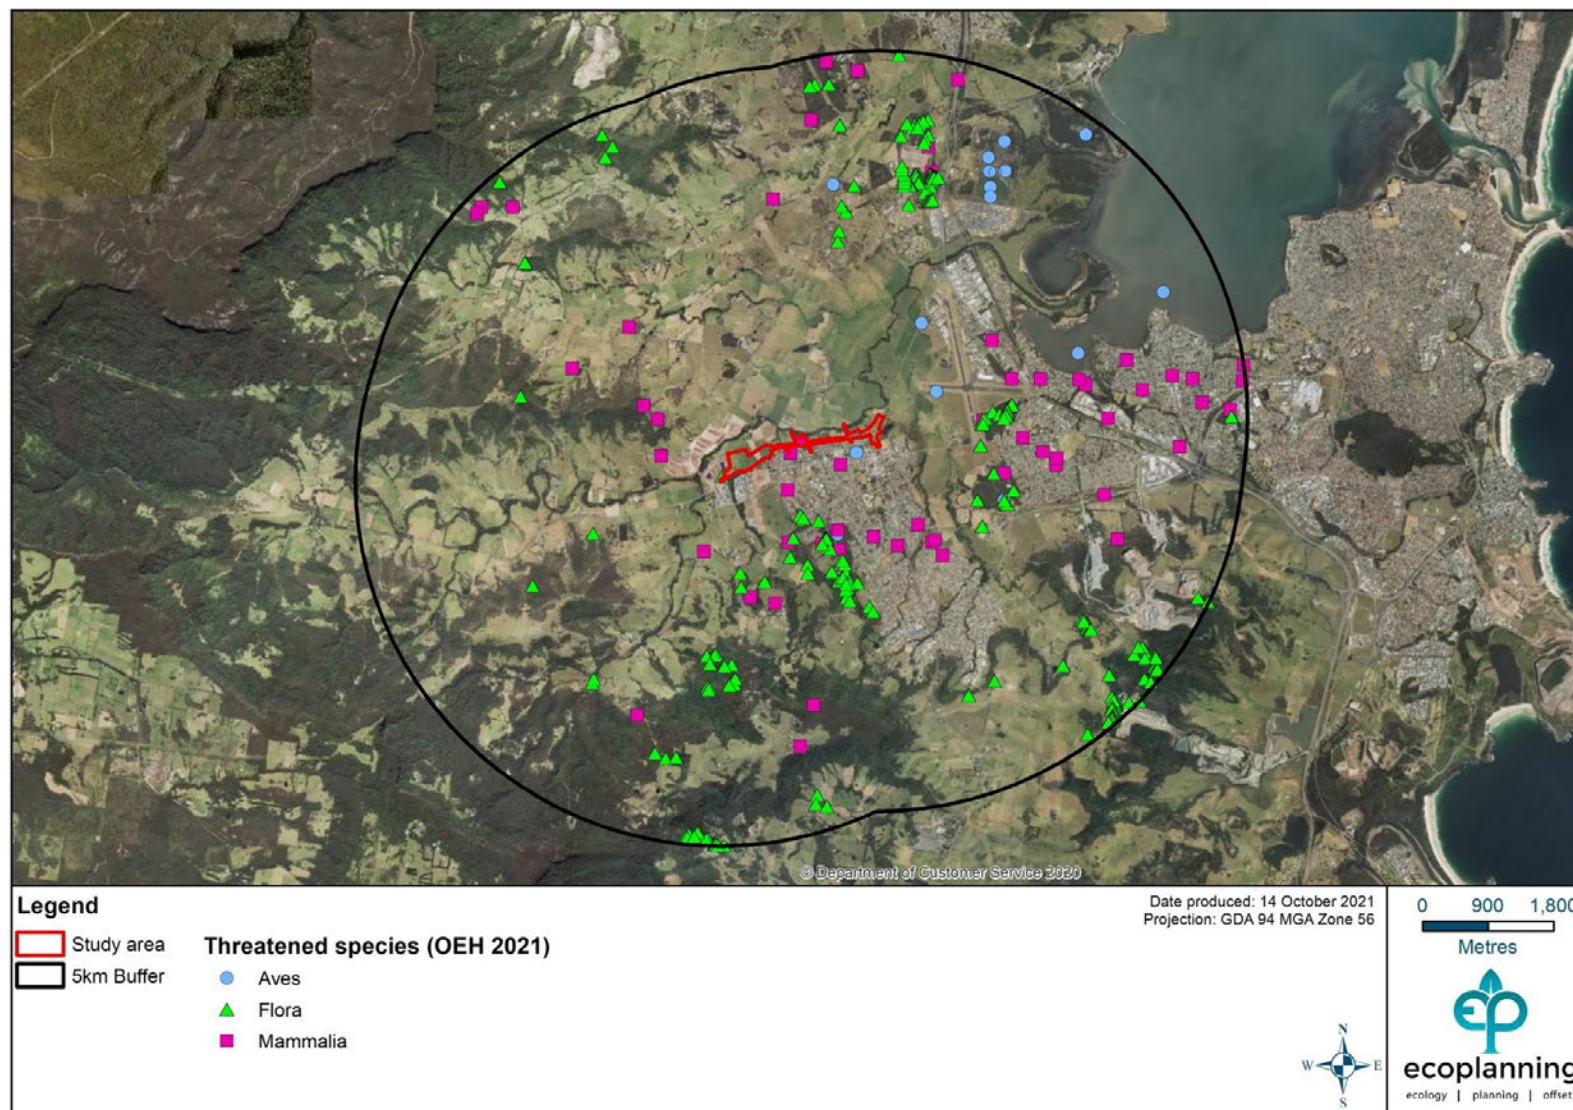 © Department of Customer Service 2020
Legend
Study area
5km Buffer
Threatened species (OEH 2021)
Aves
Flora
Mammalia
Date produced: 14 October 2021
Projection: GDA 94 MGA Zone 56
0 900 1,800
Metres
N
W E
S
ep
ecoplanning
ecology | planning | offset